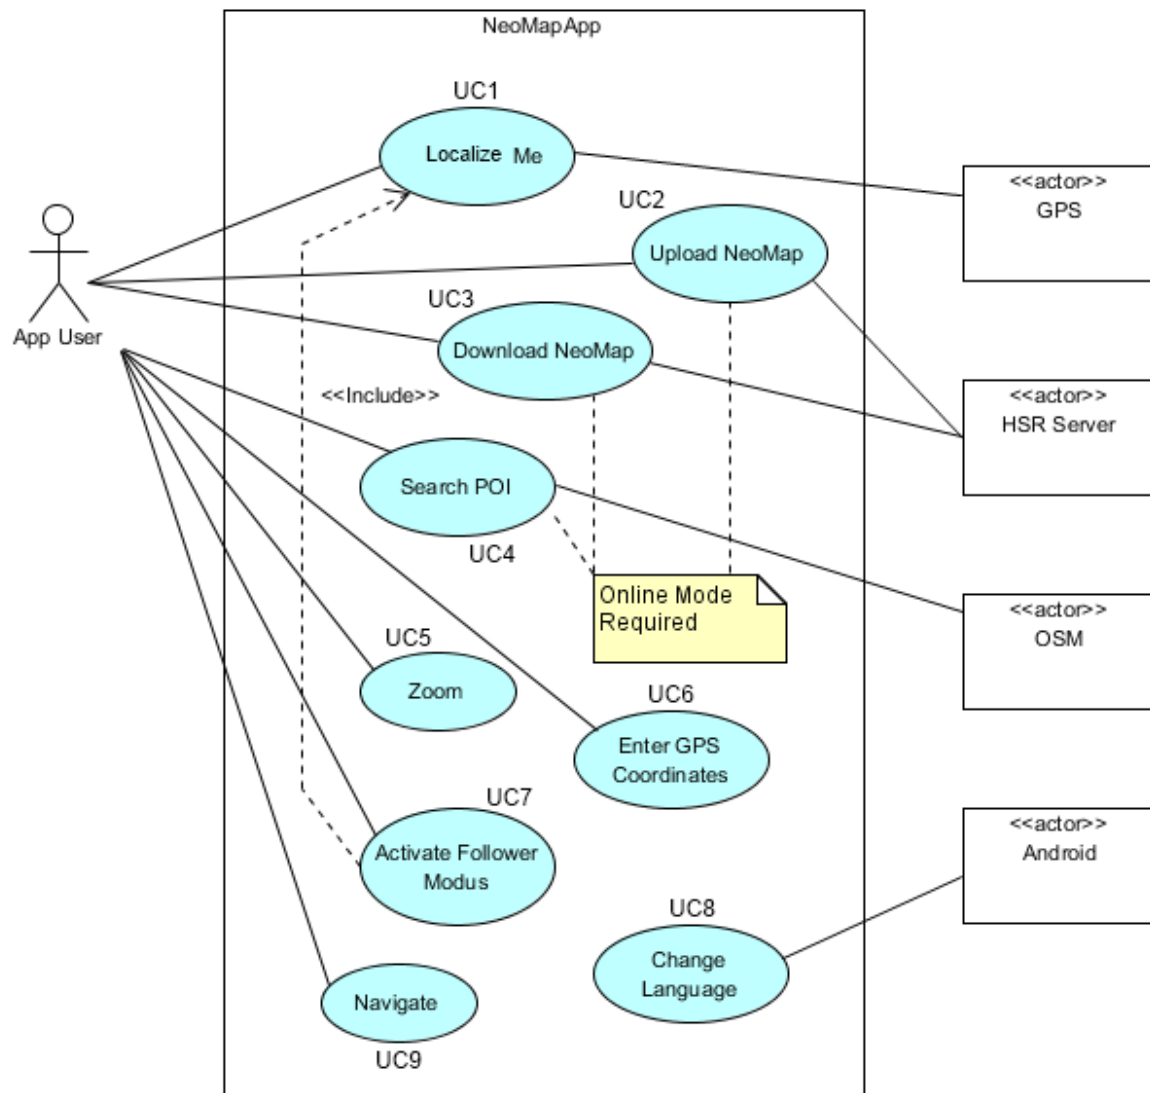 NeoMapApp
UC1
Localize Me
<<actor>>
GPS
UC2
Upload NeoMap
App User
UC3
Download NeoMap
<<Include>>
<<actor>>
HSR Server
Search POI
UC4
Online Mode
Required
<<actor>>
OSM
UC5
Zoom
UC6
Enter GPS
Coordinates
UC7
Activate Follower
Modus
<<actor>>
Android
UC8
Change
Language
Navigate
UC9